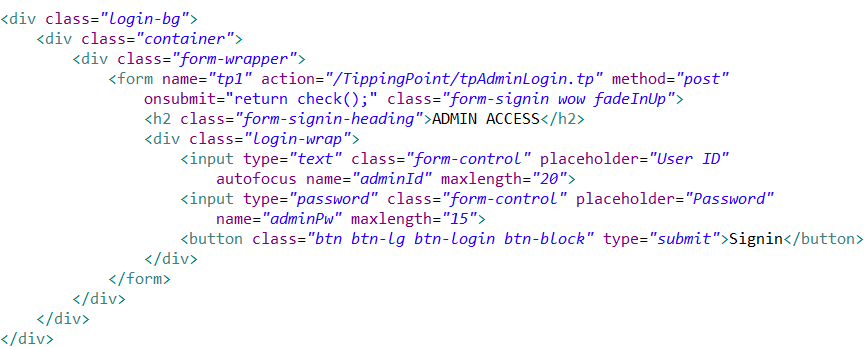 <div class="login-bg">
<div class="container">
<div class="form-wrapper">
<form name="tp1" action="/TippingPoint/tpAdminLogin.tp" method="post"
onsubmit="return check();" class="form-signin wow fadeInUp">
<h2 class="form-signin-heading">ADMIN ACCESS</h2>
<div class="login-wrap">
<input type="text" class="form-control" placeholder="User ID"
autofocus name="adminId" maxlength="20">
<input type="password" class="form-control" placeholder="Password"
name="adminPw" maxlength="15">
<button class="btn btn-lg btn-login btn-block" type="submit">Signin</button>
</div>
</form>
</div>
</div>
</div>